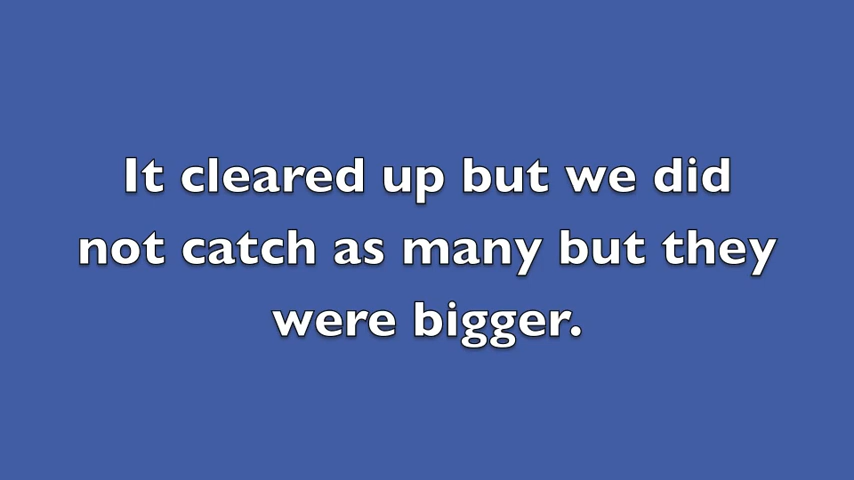 It cleared up but we did
not catch as many but they
were bigger.